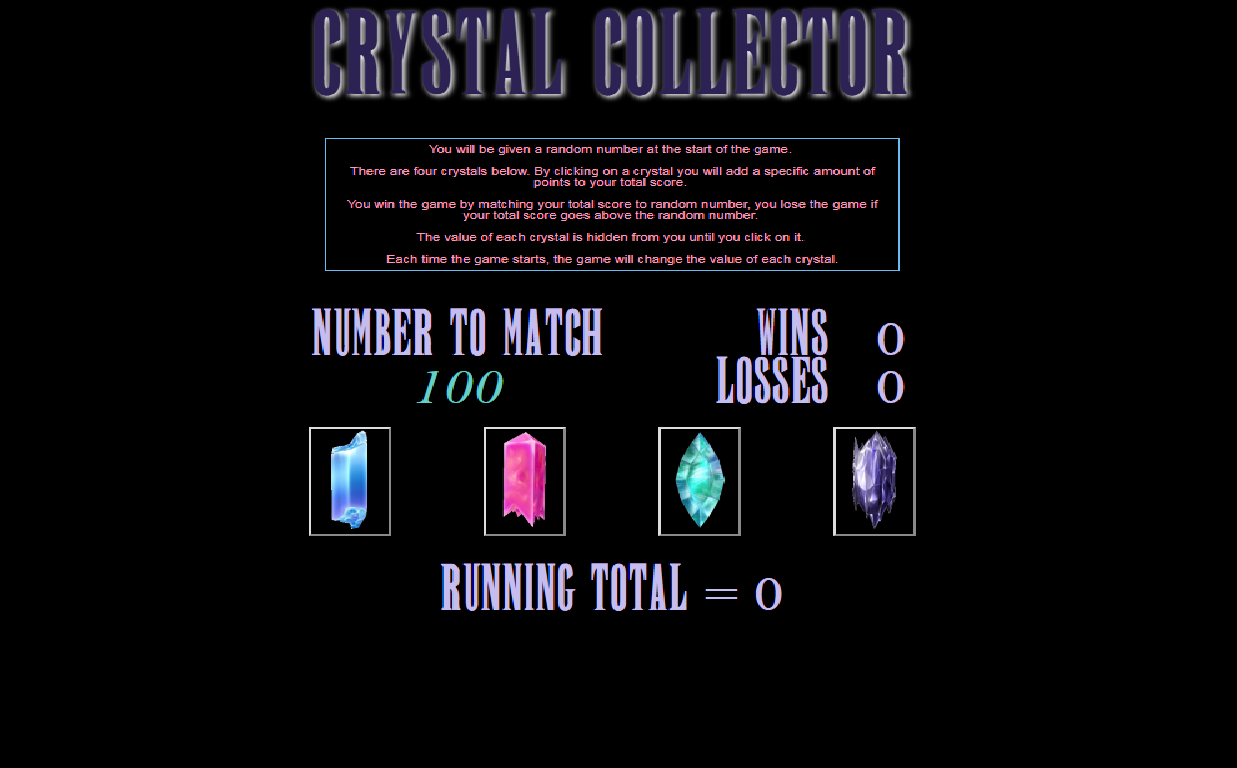 CRYSTAL COLLECTOR
You will be given a random number at the start of the game.
There are four crystals below. By clicking on a crystal you will add a specific amount of
points to your total score.
You win the game by matching your total score to random number, you lose the game if
your total score goes above the random number.
The value of each crystal is hidden from you until you click on it.
Each time the game starts, the game will change the value of each crystal.
NUMBER TO MATCH
100
WINS 0
LOSSES 0
RUNNING TOTAL = 0